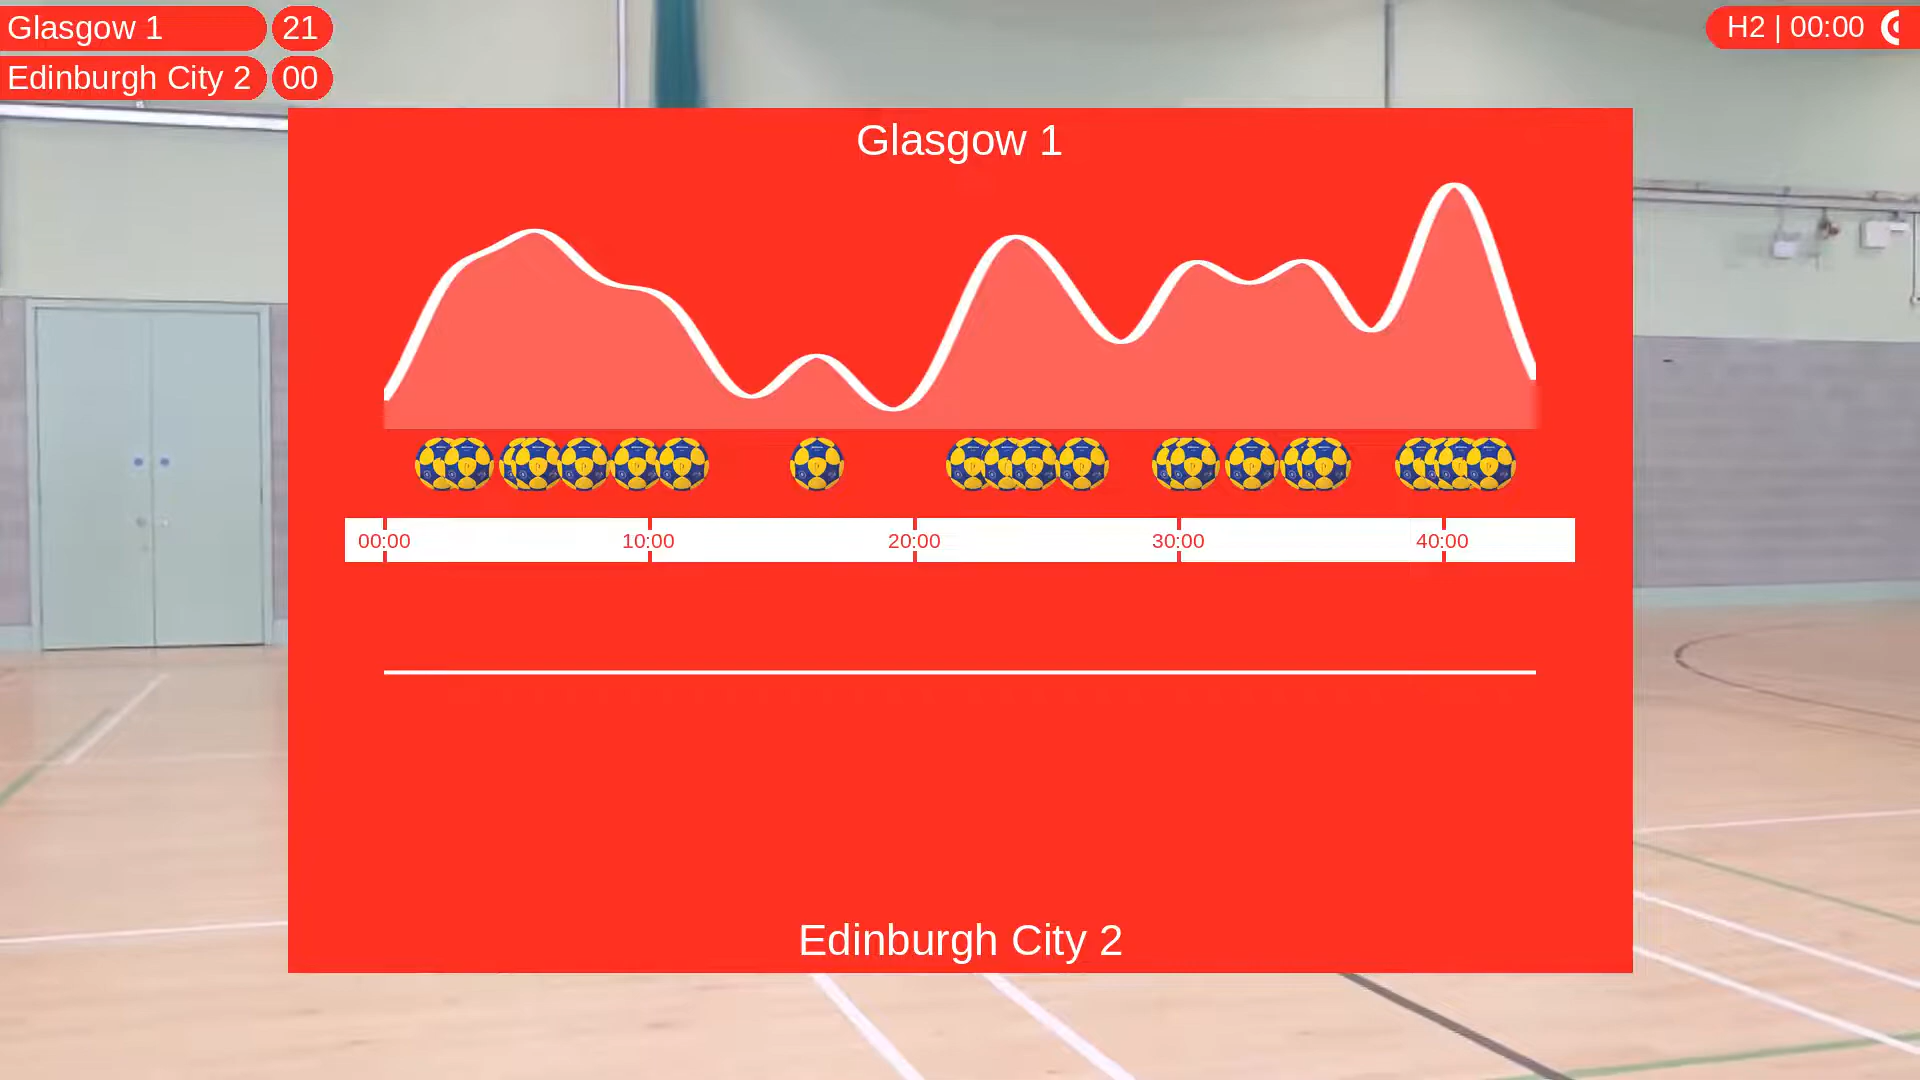 Glasgow 1 21
Edinburgh City 2 00
H2 | 00:00
Glasgow 1
00:00 10:00 20:00 30:00 40:00
Edinburgh City 2